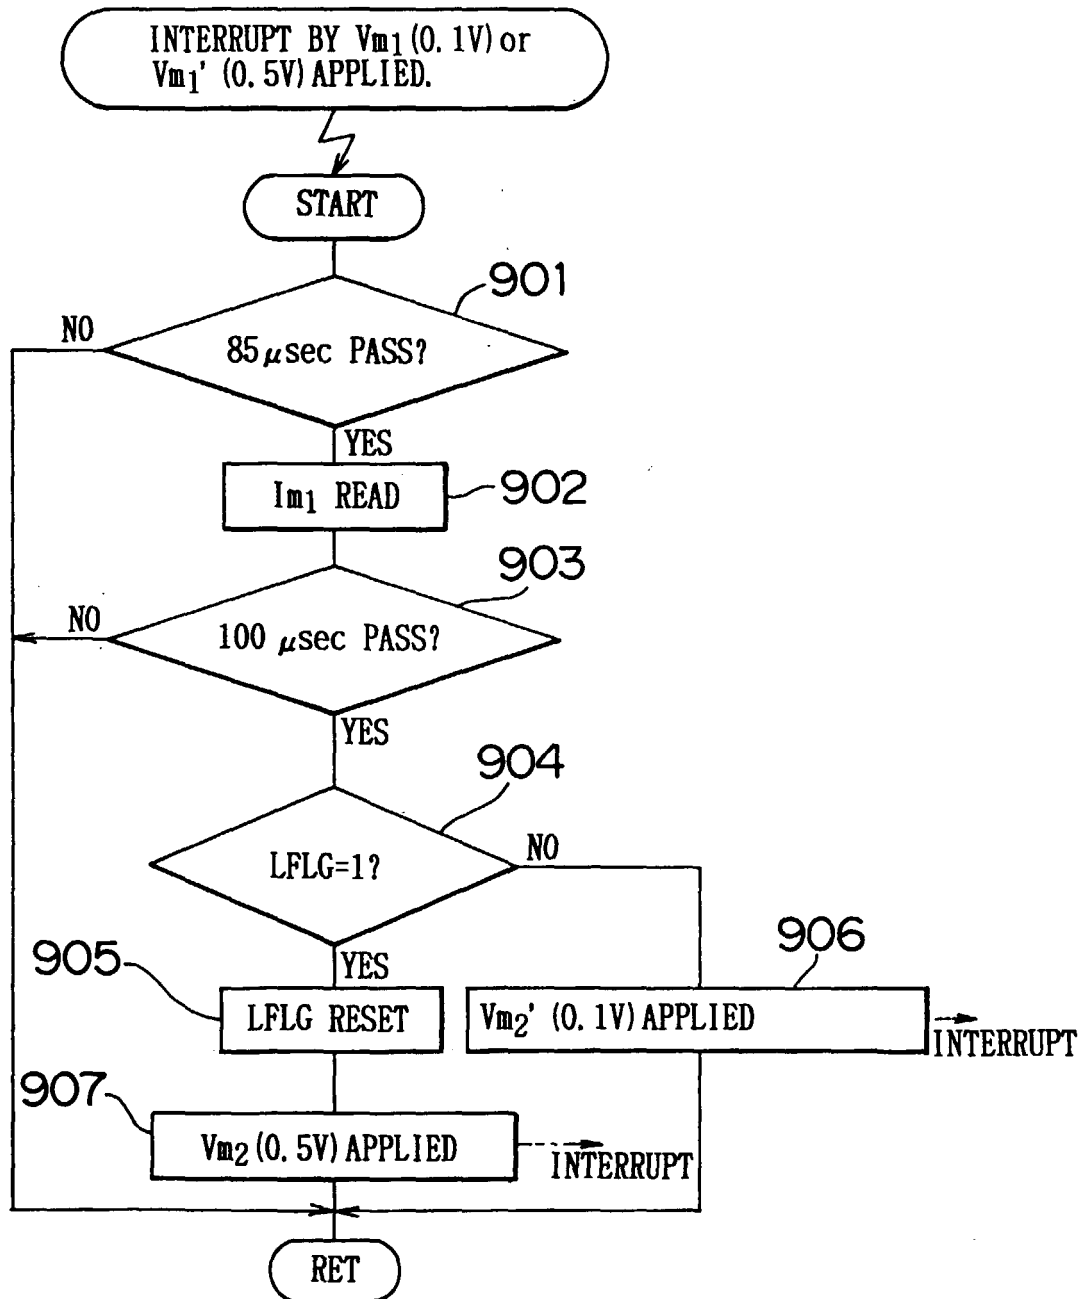 INTERRUPT BY Vm1 (0.1V) or
Vm1' (0.5V) APPLIED.
START
901
NO
85μsec PASS?
YES
Im1 READ
902
903
NO
100 μsec PASS?
YES
904
LFLG=1?
NO
905
YES
906
LFLG RESET
Vm2' (0.1V) APPLIED
INTERRUPT
907
Vm2 (0.5V) APPLIED
INTERRUPT
RET